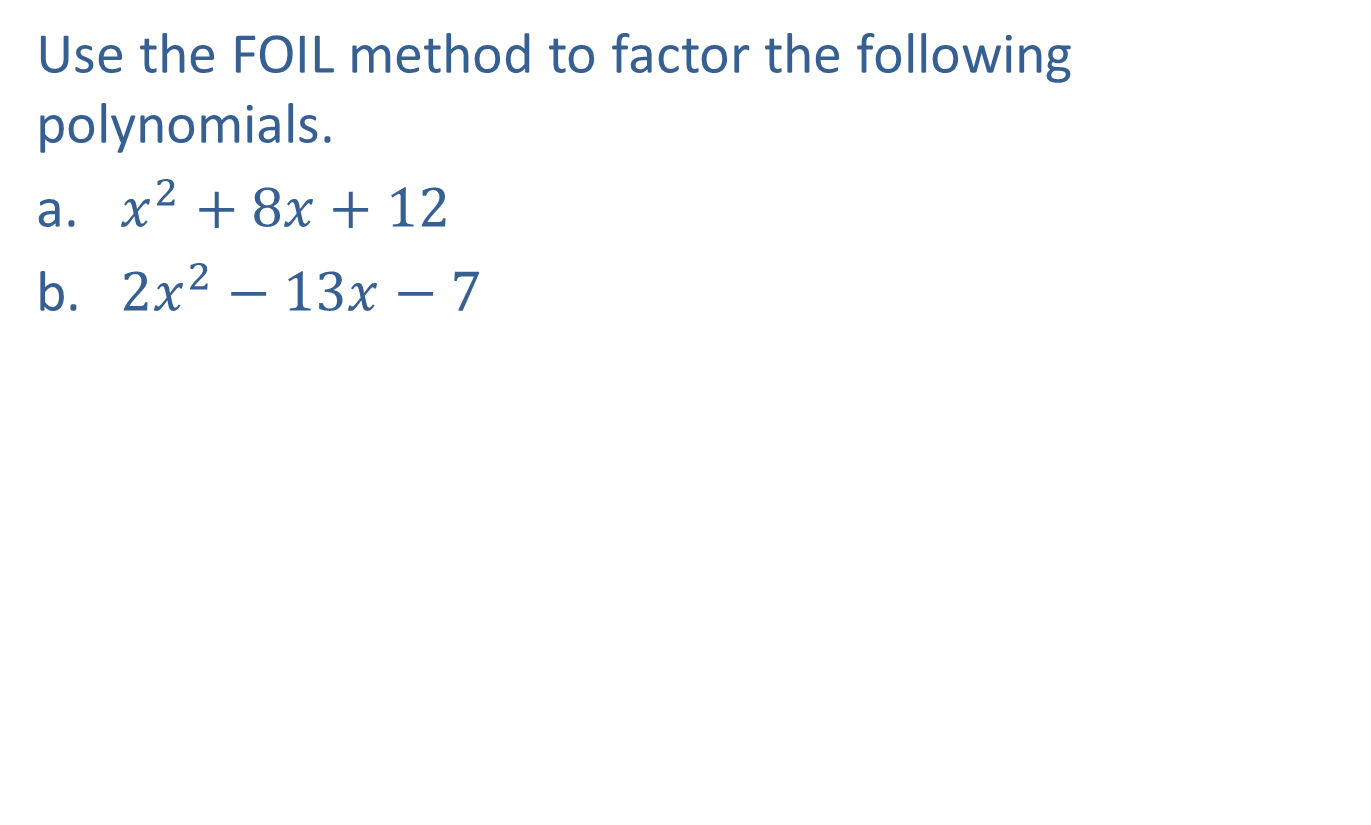 Use the FOIL method to factor the following
polynomials.
a. x² + 8x + 12
b. 2x² − 13x − 7